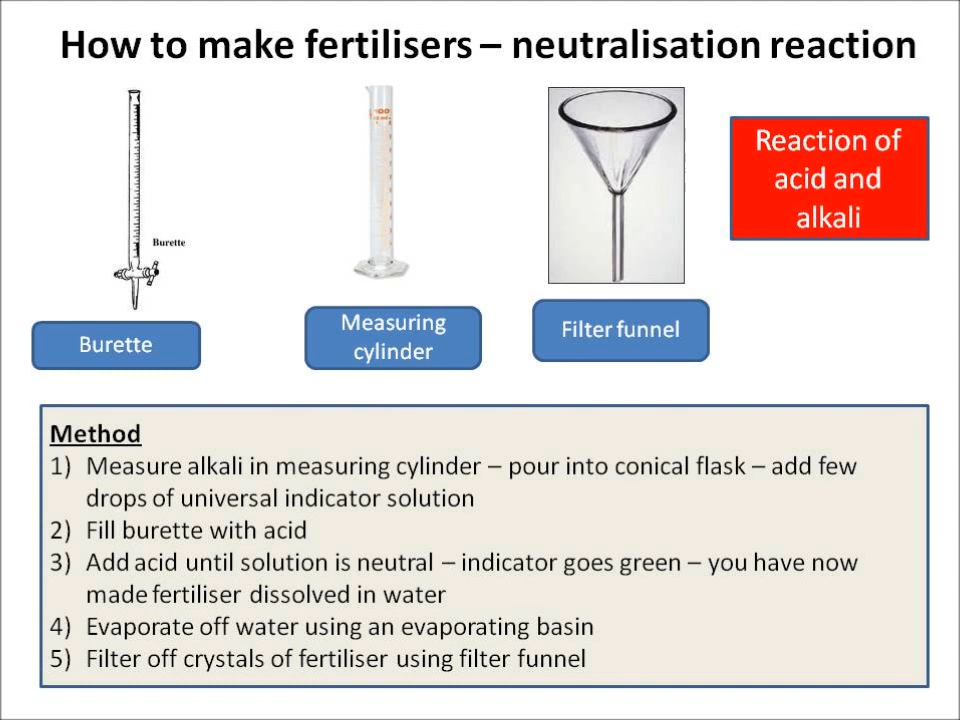 How to make fertilisers – neutralisation reaction
Reaction of
acid and
alkali
Burette
Burette
Measuring
cylinder
Filter funnel
Method
1) Measure alkali in measuring cylinder – pour into conical flask – add few
drops of universal indicator solution
2) Fill burette with acid
3) Add acid until solution is neutral – indicator goes green – you have now
made fertiliser dissolved in water
4) Evaporate off water using an evaporating basin
5) Filter off crystals of fertiliser using filter funnel